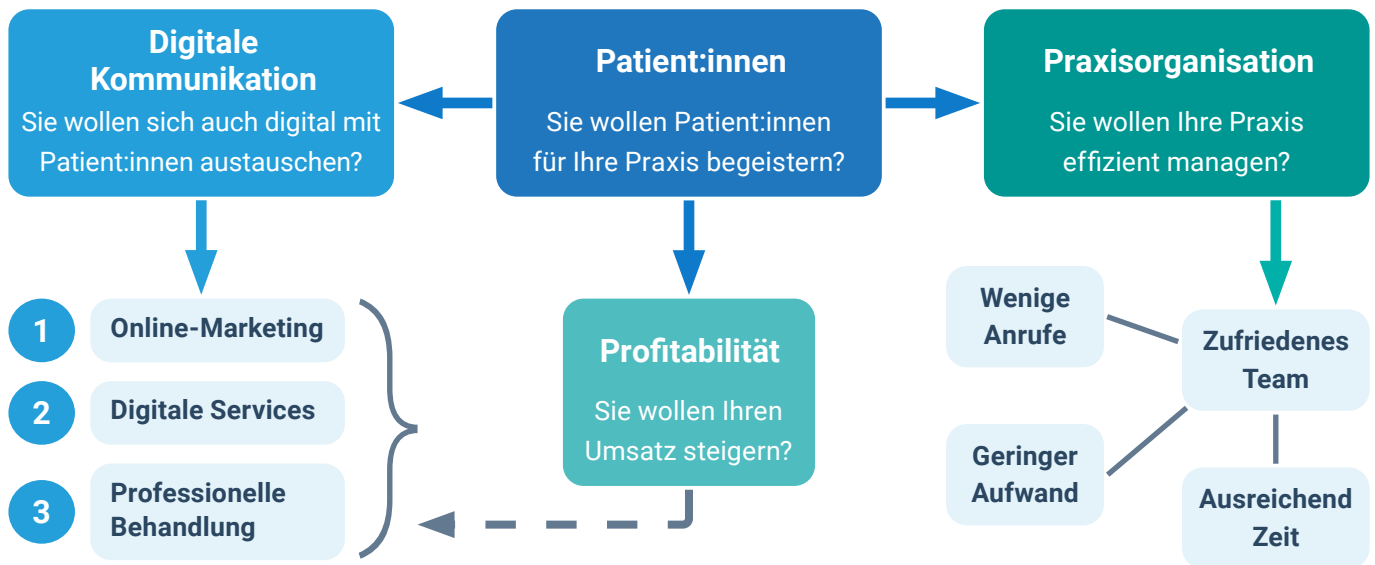 Digitale
Kommunikation
Sie wollen sich auch digital mit
Patient:innen austauschen?
Patient:innen
Sie wollen Patient:innen
für Ihre Praxis begeistern?
Praxisorganisation
Sie wollen Ihre Praxis
effizient managen?
1
Online-Marketing
2
Digitale Services
3
Professionelle
Behandlung
Profitabilität
Sie wollen Ihren
Umsatz steigern?
Wenige
Anrufe
Zufriedenes
Team
Geringer
Aufwand
Ausreichend
Zeit